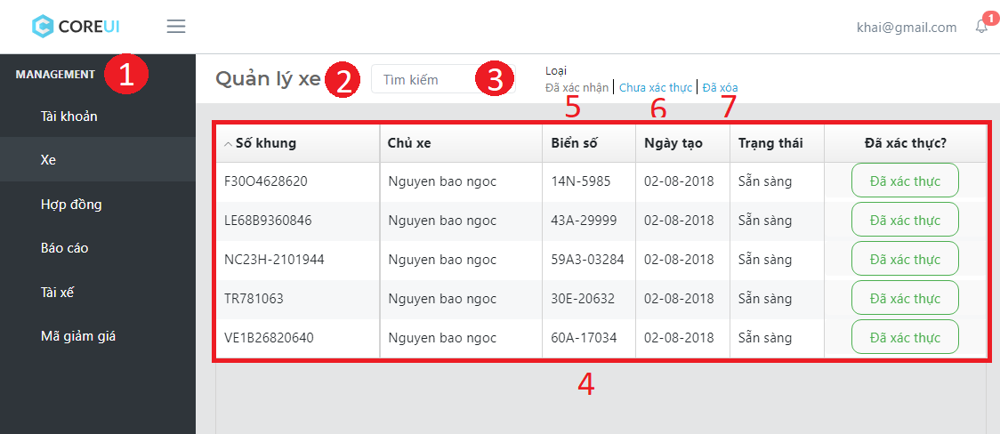 COREUI
khai@gmail.com
1
MANAGEMENT 1
Tài khoản
Xe
Hợp đồng
Báo cáo
Tài xế
Mã giảm giá
Quản lý xe 2
Tìm kiếm 3
Loại
Đã xác nhận | Chưa xác thực | Đã xóa
5 6 7
Số khung Chủ xe Biển số Ngày tạo Trạng thái Đã xác thực?
F30O4628620 Nguyen bao ngoc 14N-5985 02-08-2018 Sẵn sàng Đã xác thực
LE68B9360846 Nguyen bao ngoc 43A-29999 02-08-2018 Sẵn sàng Đã xác thực
NC23H-2101944 Nguyen bao ngoc 59A3-03284 02-08-2018 Sẵn sàng Đã xác thực
TR781063 Nguyen bao ngoc 30E-20632 02-08-2018 Sẵn sàng Đã xác thực
VE1B26820640 Nguyen bao ngoc 60A-17034 02-08-2018 Sẵn sàng Đã xác thực
4